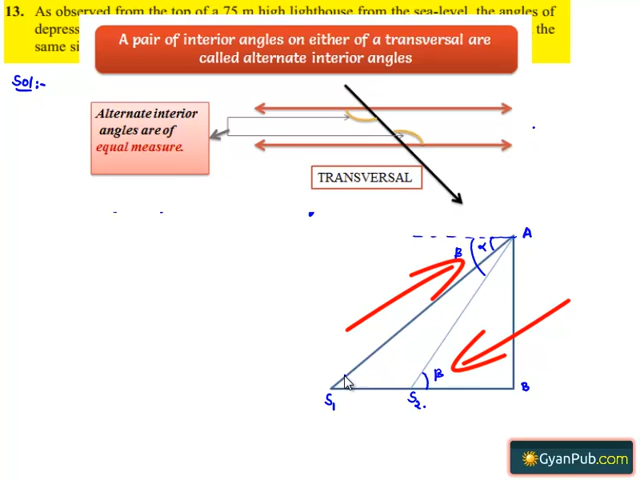 13. As observed from the top of a 75 m high lighthouse from the sea-level, the angles of
depress the
same si
A pair of interior angles on either of a transversal are
called alternate interior angles
Sol:-
Alternate interior
angles are of
equal measure.
TRANSVERSAL
A
α
β
β
S1
S2.
B
GyanPub.com